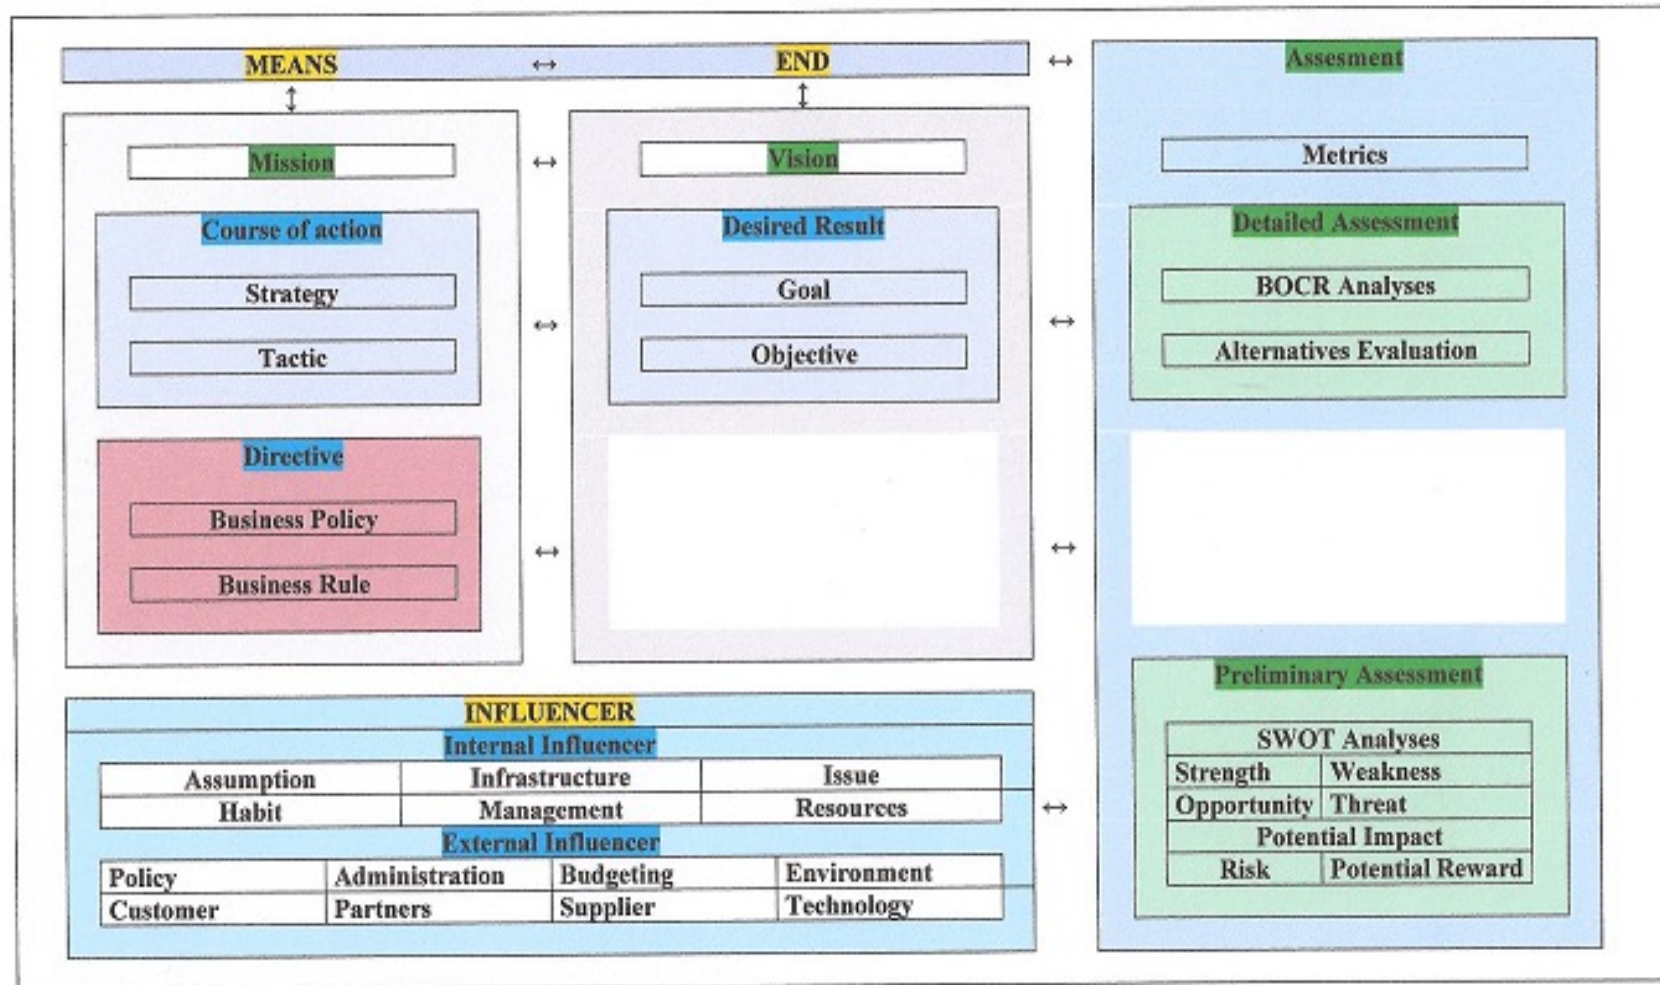 MEANS ↔ END ↔
Assesment
↕ ↕
Mission ↔ Vision
Metrics
Course of action
Strategy
Tactic
↔
Desired Result
Goal
Objective
↔
Detailed Assessment
BOCR Analyses
Alternatives Evaluation
Directive
Business Policy
Business Rule
↔ ↔
INFLUENCER
Internal Influencer
Assumption Infrastructure Issue
Habit Management Resources
External Influencer
Policy Administration Budgeting Environment
Customer Partners Supplier Technology
↔
Preliminary Assessment
SWOT Analyses
Strength Weakness
Opportunity Threat
Potential Impact
Risk Potential Reward